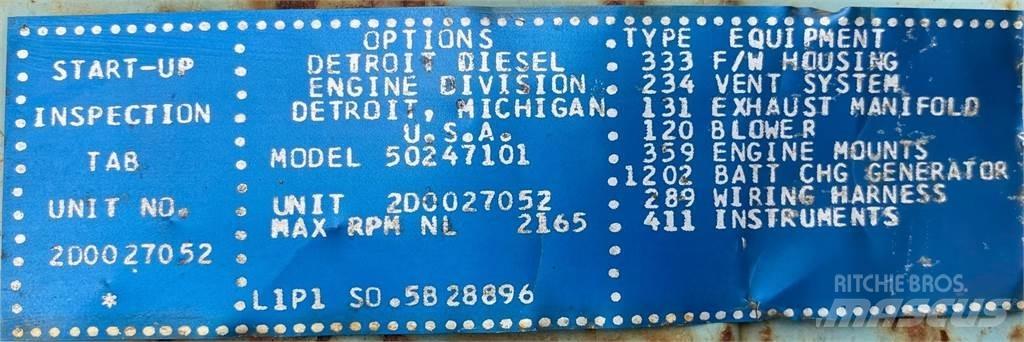 START-UP
INSPECTION
TAB
UNIT NO.
2D0027052
*
OPTIONS
DETROIT DIESEL
ENGINE DIVISION
DETROIT, MICHIGAN
U.S.A.
MODEL 50247101
UNIT 2D0027052
MAX RPM NL 2165
L1P1 SO.5B28896
TYPE EQUIPMENT
333 F/W HOUSING
234 VENT SYSTEM
131 EXHAUST MANIFOLD
120 BLOWER
359 ENGINE MOUNTS
1202 BATT CHG GENERATOR
289 WIRING HARNESS
411 INSTRUMENTS
RITCHIE BROS.
MASCUS